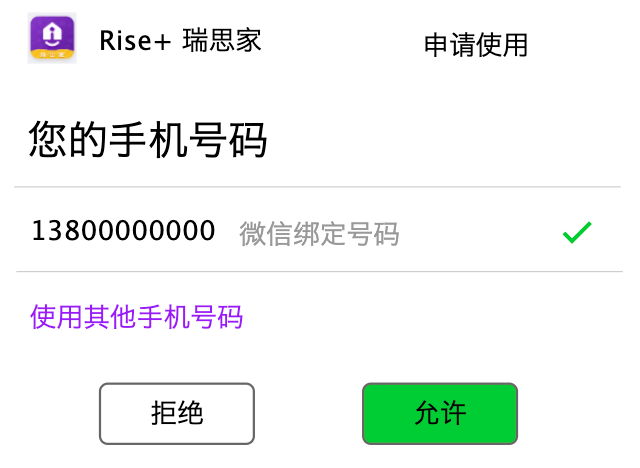 Rise+ 瑞思家 申请使用
您的手机号码
13800000000 微信绑定号码
使用其他手机号码
拒绝 允许